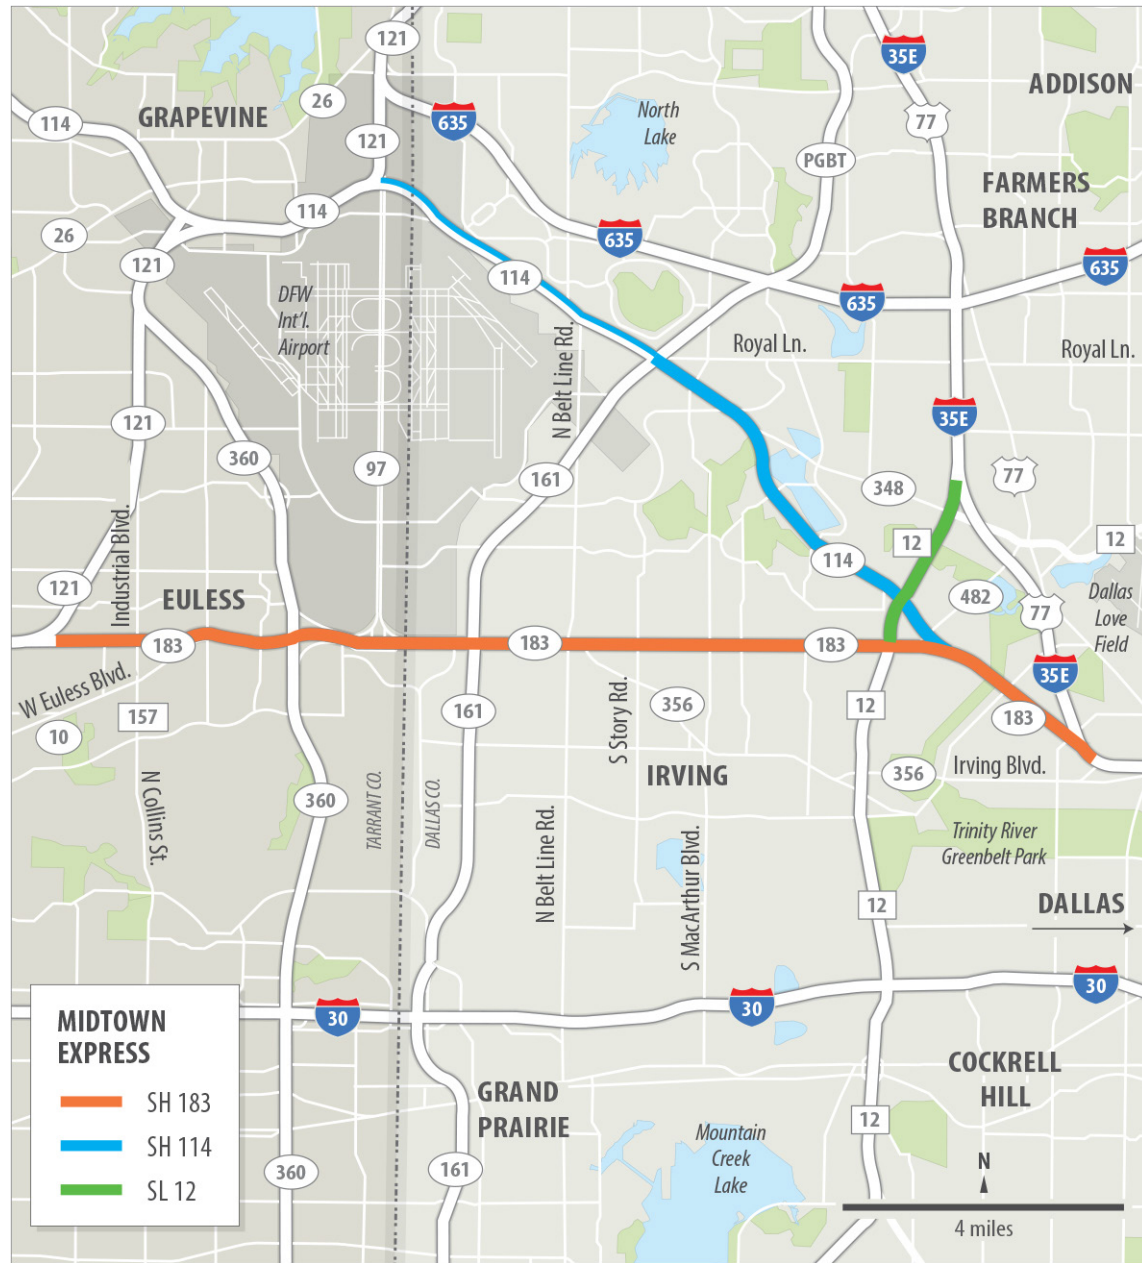 121
35E
ADDISON
26
GRAPEVINE
114
635
North
Lake
77
121
PGBT
FARMERS
BRANCH
114
26
635
121
635
635
114
DFW
Int'l.
Airport
N Belt Line Rd.
Royal Ln.
Royal Ln.
121
35E
360
97
161
77
348
12
12
114
Industrial Blvd.
121
EULESS
482
77
Dallas
Love
Field
183
183
183
35E
W Euless Blvd.
157
10
161
S Story Rd.
356
12
183
IRVING
356
Irving Blvd.
N Collins St.
360
TARRANT CO.
DALLAS CO.
N Belt Line Rd.
S MacArthur Blvd.
Trinity River
Greenbelt Park
12
DALLAS
30
30
30
MIDTOWN
EXPRESS
SH 183
SH 114
SL 12
GRAND
PRAIRIE
COCKRELL
HILL
12
Mountain
Creek
Lake
360
161
N
4 miles